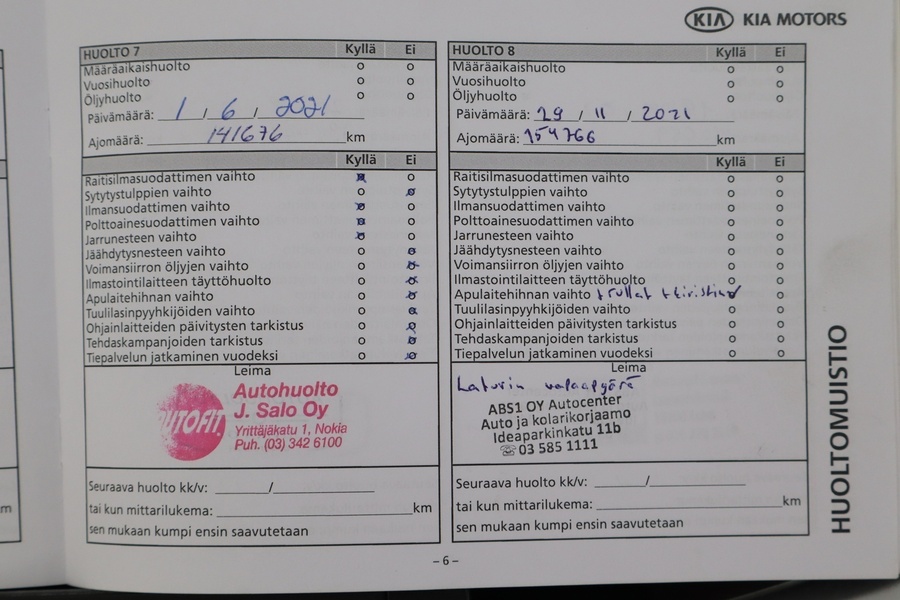 KIA KIA MOTORS
HUOLTO 7 Kyllä Ei
Määräaikaishuolto
Vuosihuolto
Öljyhuolto
Päivämäärä: 1 / 6 / 2021
Ajomäärä: 141676 km
Kyllä Ei
Raitisilmasuodattimen vaihto
Sytytystulppien vaihto
Ilmansuodattimen vaihto
Polttoainesuodattimen vaihto
Jarrunesteen vaihto
Jäähdytysnesteen vaihto
Voimansiirron öljyjen vaihto
Ilmastointilaitteen täyttöhuolto
Apulaitehihnan vaihto
Tuulilasinpyyhkijöiden vaihto
Ohjainlaitteiden päivitysten tarkistus
Tehdaskampanjoiden tarkistus
Tiepalvelun jatkaminen vuodeksi
Leima
AUTOFIT
Autohuolto
J. Salo Oy
Yrittäjäkatu 1, Nokia
Puh. (03) 342 6100
Seuraava huolto kk/v: /
tai kun mittarilukema: km
sen mukaan kumpi ensin saavutetaan
HUOLTO 8 Kyllä Ei
Määräaikaishuolto
Vuosihuolto
Öljyhuolto
Päivämäärä: 29 / 11 / 2021
Ajomäärä: 154766 km
Kyllä Ei
Raitisilmasuodattimen vaihto
Sytytystulppien vaihto
Ilmansuodattimen vaihto
Polttoainesuodattimen vaihto
Jarrunesteen vaihto
Jäähdytysnesteen vaihto
Voimansiirron öljyjen vaihto
Ilmastointilaitteen täyttöhuolto
Apulaitehihnan vaihto + rullat +
Tuulilasinpyyhkijöiden vaihto
Ohjainlaitteiden päivitysten tarkistus
Tehdaskampanjoiden tarkistus
Tiepalvelun jatkaminen vuodeksi
Leima
Laturin vapaapyörä
ABS1 OY Autocenter
Auto ja kolarikorjaamo
Ideaparkinkatu 11b
☏ 03 585 1111
Seuraava huolto kk/v: /
tai kun mittarilukema: km
sen mukaan kumpi ensin saavutetaan
HUOLTOMUISTIO
– 6 –
m